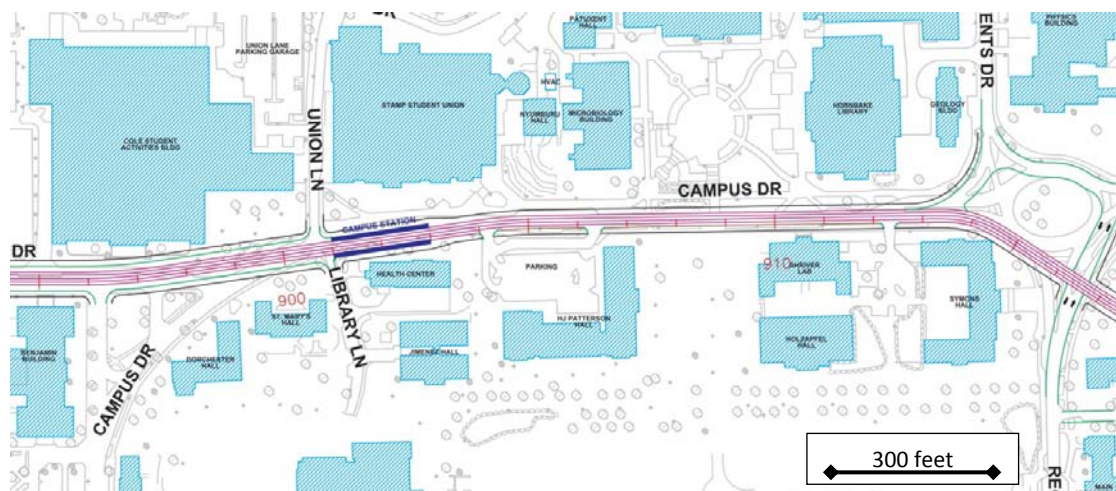 PATUXENT
HALL
PHYSICS
BUILDING
UNION LANE
PARKING GARAGE
ENTS DR
HVAC
STAMP STUDENT UNION
NYUMBURU
HALL
MICROBIOLOGY
BUILDING
HORNBAKE
LIBRARY
GEOLOGY
BLDG
COLE STUDENT
ACTIVITIES BLDG
UNION LN
CAMPUS DR
CAMPUS STATION
DR
HEALTH CENTER
PARKING
910
SHRIVER
LAB
900
ST. MARY'S
HALL
LIBRARY LN
SYMONS
HALL
HJ PATTERSON
HALL
HOLZAPFEL
HALL
JIMENEZ HALL
BENJAMIN
BUILDING
DORCHESTER
HALL
CAMPUS DR
300 feet
RE
MAIN